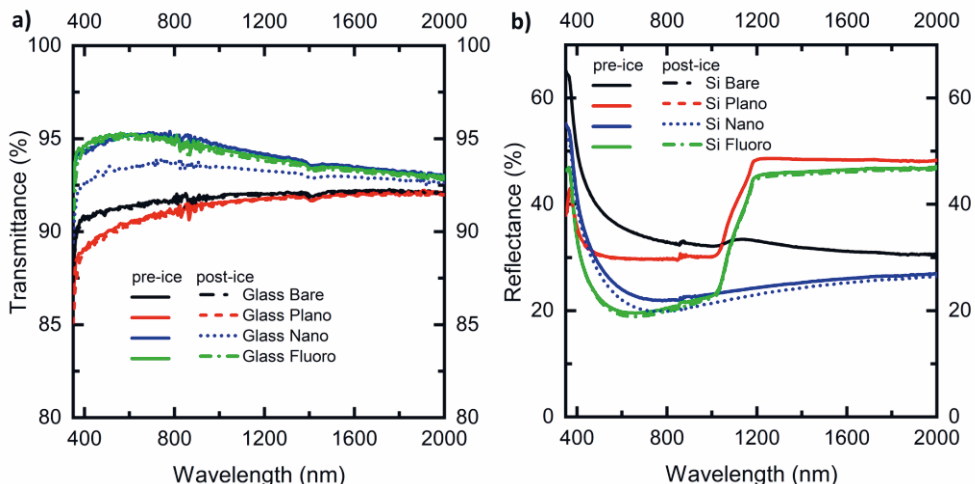 a)
400 800 1200 1600 2000
100 100
95 95
90 90
85 85
80 80
Transmittance (%)
pre-ice post-ice
Glass Bare
Glass Plano
Glass Nano
Glass Fluoro
400 800 1200 1600 2000
Wavelength (nm)
b)
400 800 1200 1600 2000
60 60
40 40
20 20
0 0
Reflectance (%)
pre-ice post-ice
Si Bare
Si Plano
Si Nano
Si Fluoro
400 800 1200 1600 2000
Wavelength (nm)